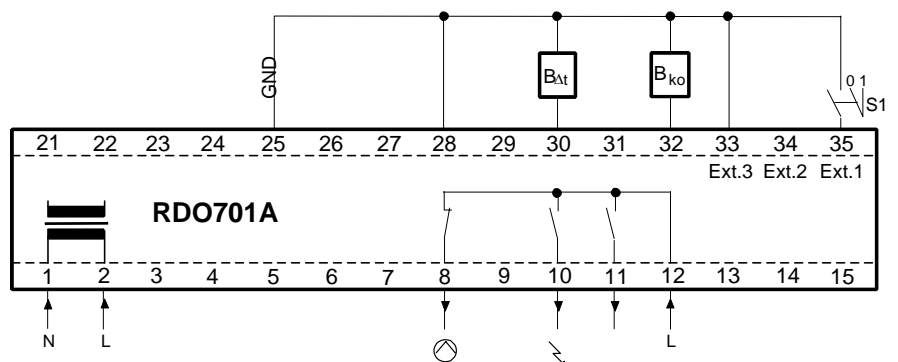 GND
BΔt
Bko
0 1
S1
21 22 23 24 25 26 27 28 29 30 31 32 33 34 35
Ext.3 Ext.2 Ext.1
RDO701A
1 2 3 4 5 6 7 8 9 10 11 12 13 14 15
N L L